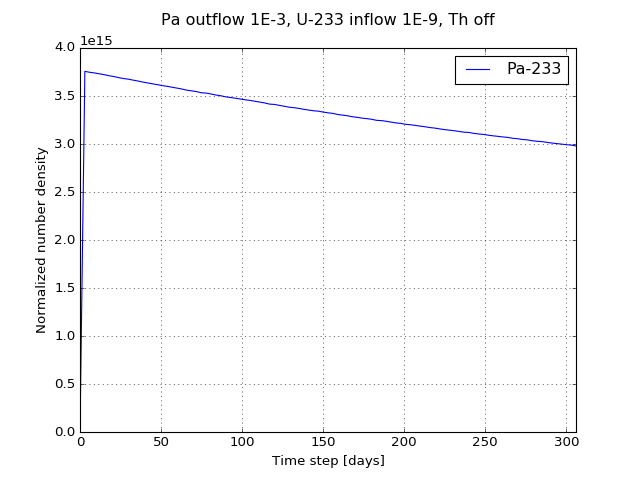 Pa outflow 1E-3, U-233 inflow 1E-9, Th off
1e15
4.0
3.5
3.0
2.5
2.0
1.5
1.0
0.5
0.0
Normalized number density
Pa-233
0 50 100 150 200 250 300
Time step [days]